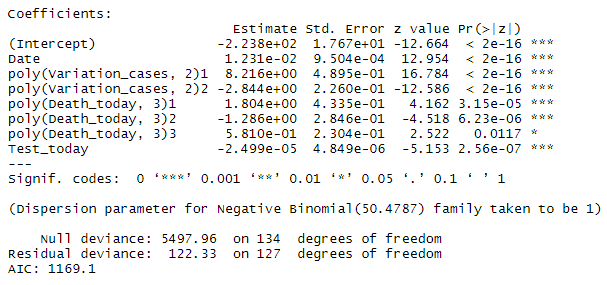 Coefficients:
                         Estimate Std. Error z value Pr(>|z|)
(Intercept)            -2.238e+02  1.767e+01 -12.664  < 2e-16 ***
Date                    1.231e-02  9.504e-04  12.954  < 2e-16 ***
poly(Variation_cases, 2)1  8.216e+00  4.895e-01  16.784  < 2e-16 ***
poly(Variation_cases, 2)2 -2.844e+00  2.260e-01 -12.586  < 2e-16 ***
poly(Death_today, 3)1   1.804e+00  4.335e-01   4.162 3.15e-05 ***
poly(Death_today, 3)2  -1.286e+00  2.846e-01  -4.518 6.23e-06 ***
poly(Death_today, 3)3   5.810e-01  2.304e-01   2.522   0.0117 *
Test_today             -2.499e-05  4.849e-06  -5.153 2.56e-07 ***
---
Signif. codes:  0 ‘***’ 0.001 ‘**’ 0.01 ‘*’ 0.05 ‘.’ 0.1 ‘ ’ 1
(Dispersion parameter for Negative Binomial(50.4787) family taken to be 1)
    Null deviance: 5497.96  on 134  degrees of freedom
Residual deviance:  122.33  on 127  degrees of freedom
AIC: 1169.1